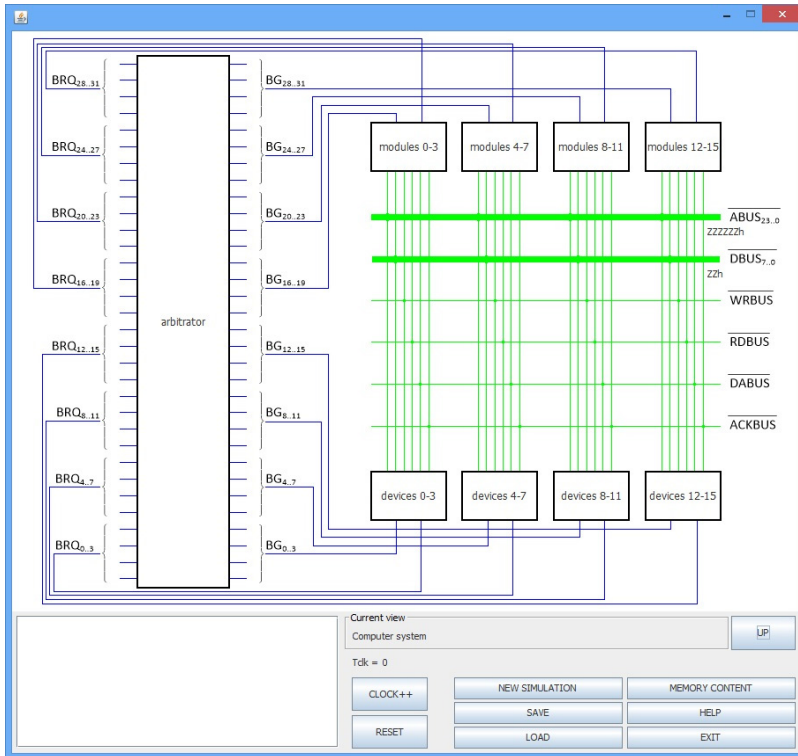 BRQ28..31
BG28..31
BRQ24..27
BG24..27
BRQ20..23
BG20..23
BRQ16..19
BG16..19
BRQ12..15
BG12..15
BRQ8..11
BG8..11
BRQ4..7
BG4..7
BRQ0..3
BG0..3
arbitrator
modules 0-3
modules 4-7
modules 8-11
modules 12-15
ABUS23..0
ZZZZZZh
DBUS7..0
ZZh
WRBUS
RDBUS
DABUS
ACKBUS
devices 0-3
devices 4-7
devices 8-11
devices 12-15
Current view
Computer system
UP
Tclk = 0
CLOCK++
RESET
NEW SIMULATION
MEMORY CONTENT
SAVE
HELP
LOAD
EXIT